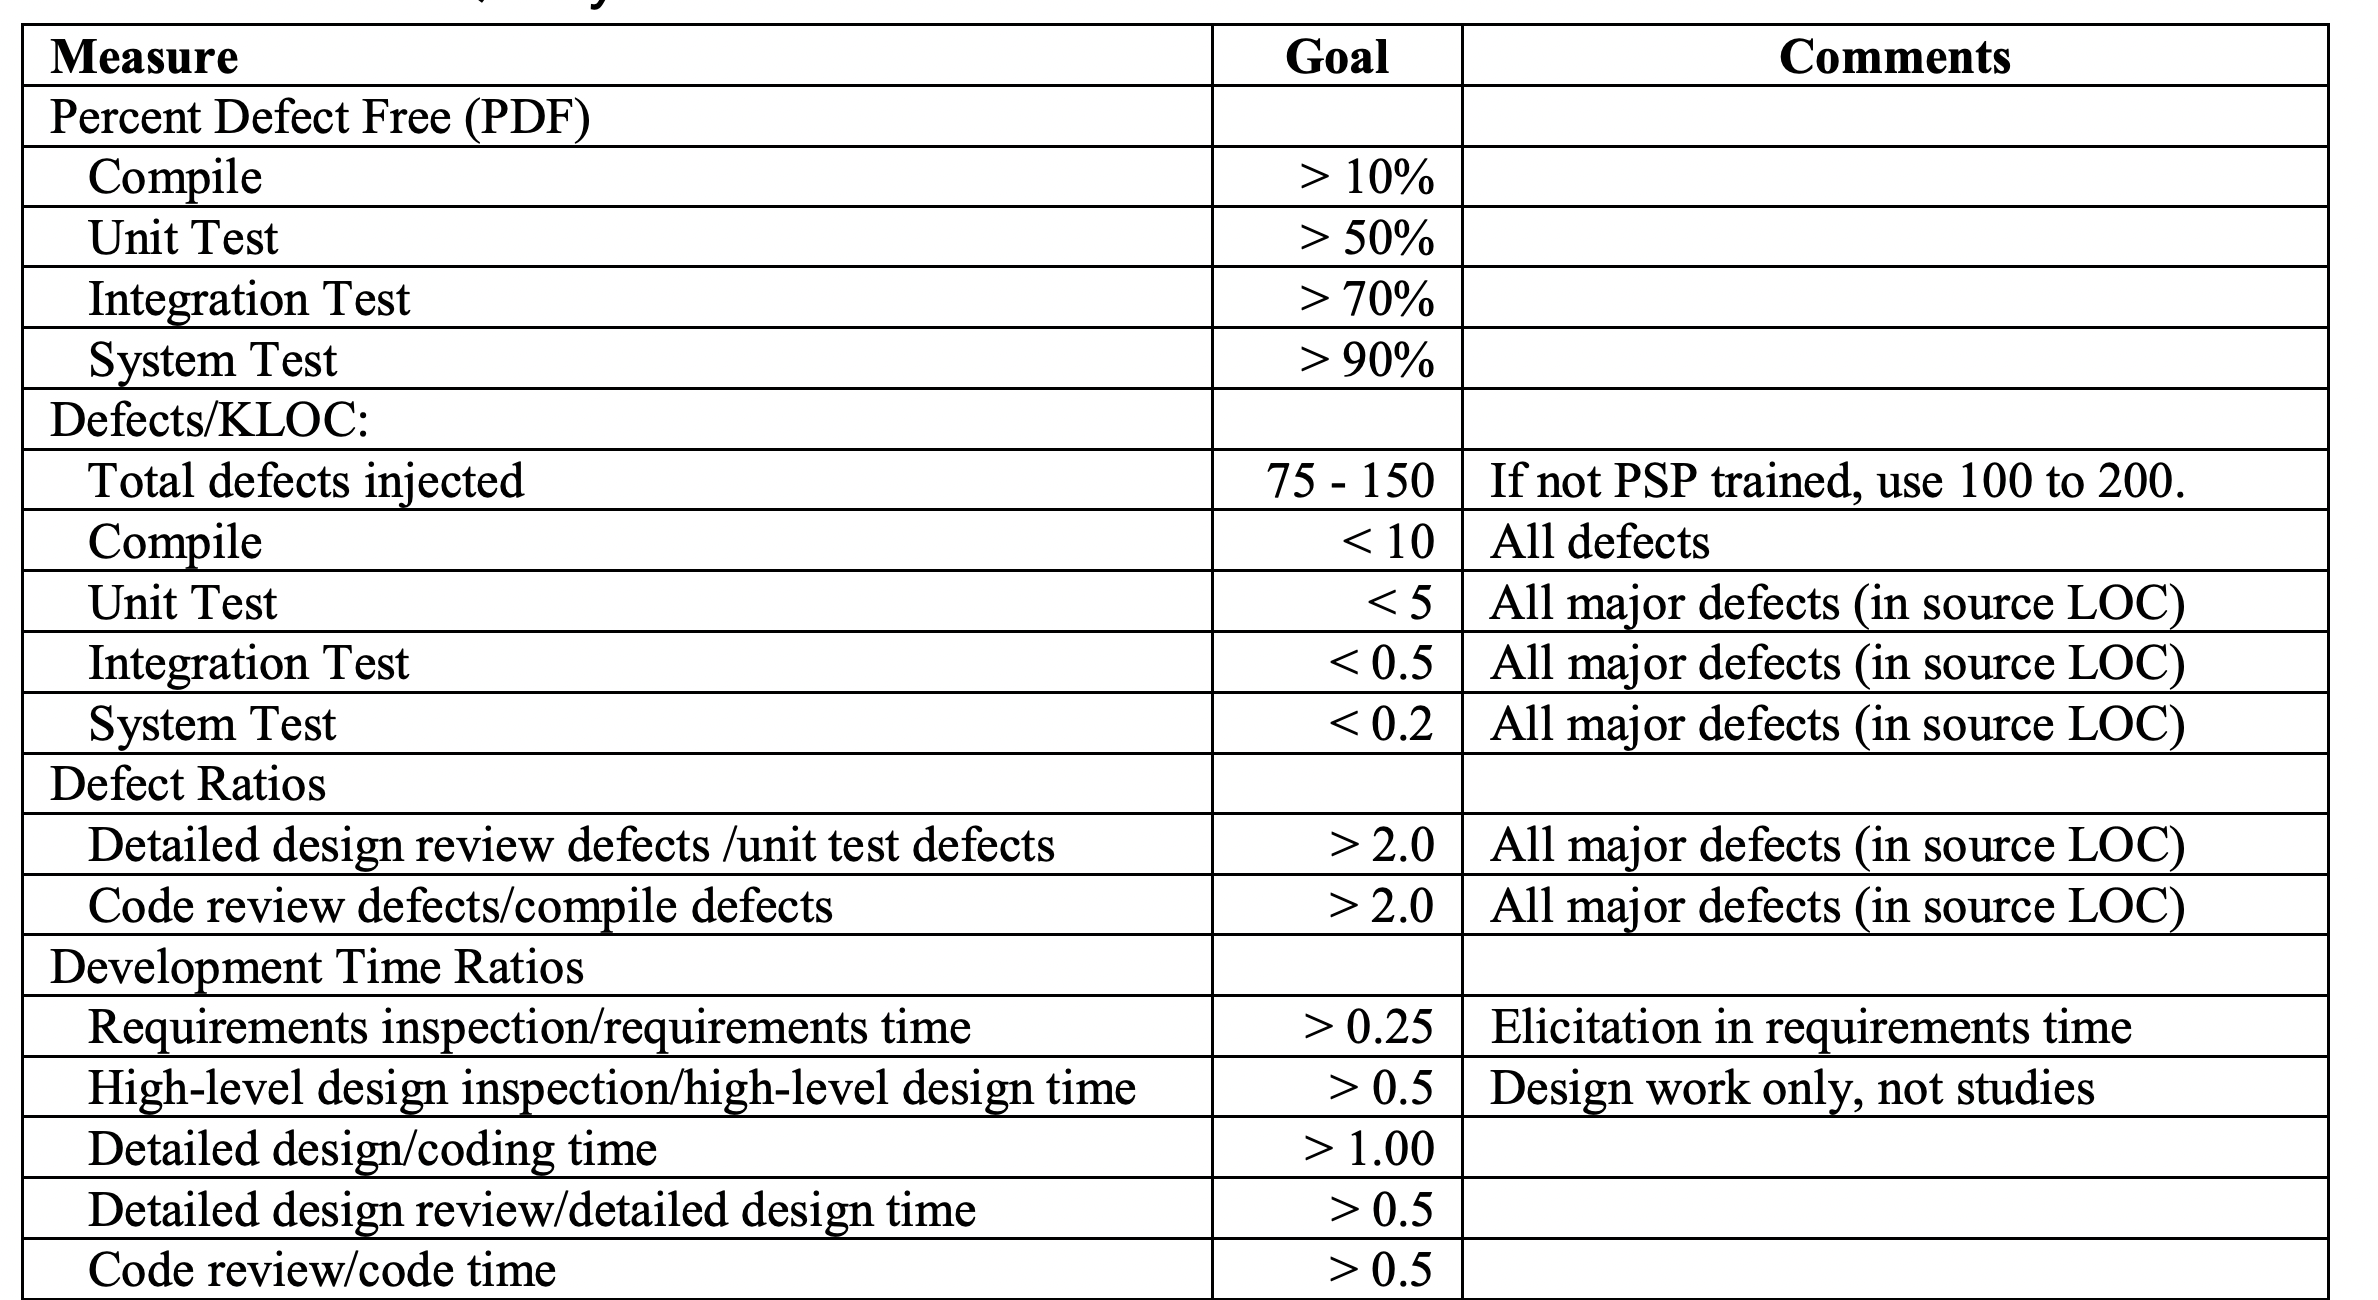 Measure Goal Comments
Percent Defect Free (PDF)
Compile > 10%
Unit Test > 50%
Integration Test > 70%
System Test > 90%
Defects/KLOC:
Total defects injected 75 - 150 If not PSP trained, use 100 to 200.
Compile < 10 All defects
Unit Test < 5 All major defects (in source LOC)
Integration Test < 0.5 All major defects (in source LOC)
System Test < 0.2 All major defects (in source LOC)
Defect Ratios
Detailed design review defects /unit test defects > 2.0 All major defects (in source LOC)
Code review defects/compile defects > 2.0 All major defects (in source LOC)
Development Time Ratios
Requirements inspection/requirements time > 0.25 Elicitation in requirements time
High-level design inspection/high-level design time > 0.5 Design work only, not studies
Detailed design/coding time > 1.00
Detailed design review/detailed design time > 0.5
Code review/code time > 0.5